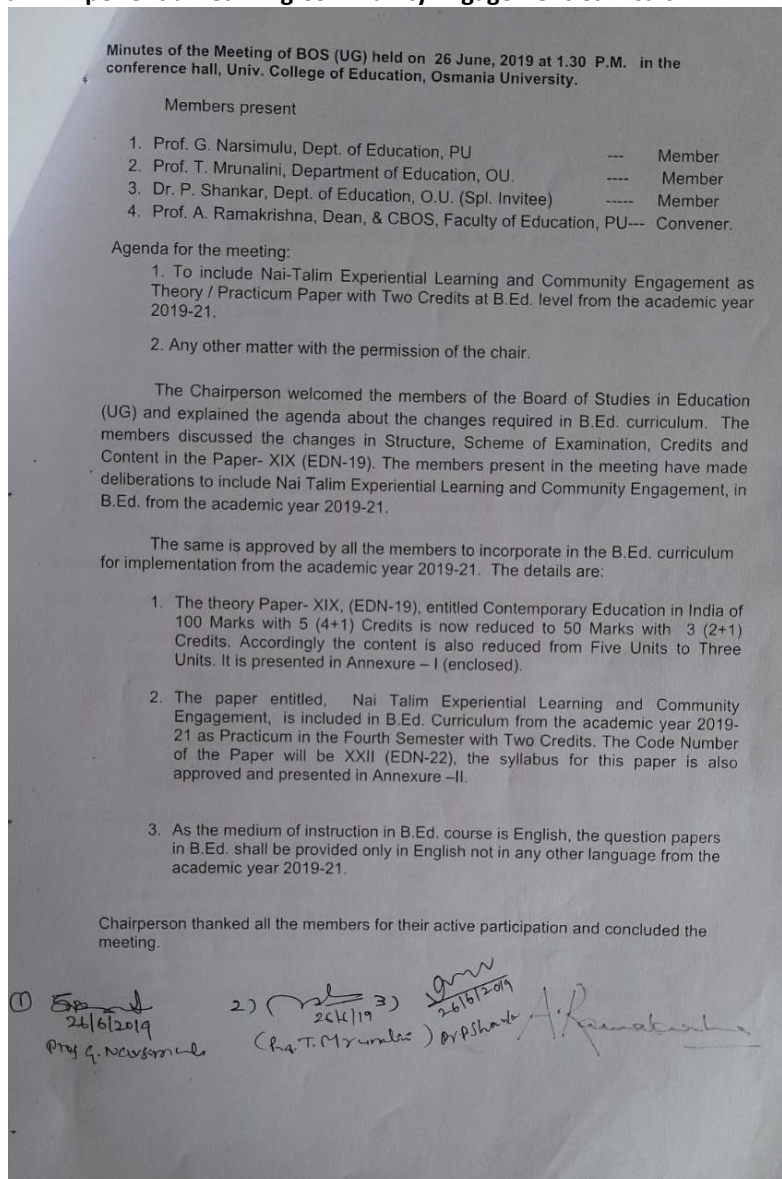 Minutes of the Meeting of BOS (UG) held on 26 June, 2019 at 1.30 P.M. in the
conference hall, Univ. College of Education, Osmania University.
Members present
1. Prof. G. Narsimulu, Dept. of Education, PU --- Member
2. Prof. T. Mrunalini, Department of Education, OU. ---- Member
3. Dr. P. Shankar, Dept. of Education, O.U. (Spl. Invitee) ----- Member
4. Prof. A. Ramakrishna, Dean, & CBOS, Faculty of Education, PU--- Convener.
Agenda for the meeting:
1. To include Nai-Talim Experiential Learning and Community Engagement as
Theory / Practicum Paper with Two Credits at B.Ed. level from the academic year
2019-21.
2. Any other matter with the permission of the chair.
The Chairperson welcomed the members of the Board of Studies in Education
(UG) and explained the agenda about the changes required in B.Ed. curriculum. The
members discussed the changes in Structure, Scheme of Examination, Credits and
Content in the Paper- XIX (EDN-19). The members present in the meeting have made
deliberations to include Nai Talim Experiential Learning and Community Engagement, in
B.Ed. from the academic year 2019-21.
The same is approved by all the members to incorporate in the B.Ed. curriculum
for implementation from the academic year 2019-21. The details are:
1. The theory Paper- XIX, (EDN-19), entitled Contemporary Education in India of
100 Marks with 5 (4+1) Credits is now reduced to 50 Marks with 3 (2+1)
Credits. Accordingly the content is also reduced from Five Units to Three
Units. It is presented in Annexure – I (enclosed).
2. The paper entitled, Nai Talim Experiential Learning and Community
Engagement, is included in B.Ed. Curriculum from the academic year 2019-
21 as Practicum in the Fourth Semester with Two Credits. The Code Number
of the Paper will be XXII (EDN-22), the syllabus for this paper is also
approved and presented in Annexure –II.
3. As the medium of instruction in B.Ed. course is English, the question papers
in B.Ed. shall be provided only in English not in any other language from the
academic year 2019-21.
Chairperson thanked all the members for their active participation and concluded the
meeting.
1 2) 3)
26/6/2019 26/6/19 26/6/2019
Prof G. (Prof. T. Mrunalini) Dr P Shankar A. Ramakrishna